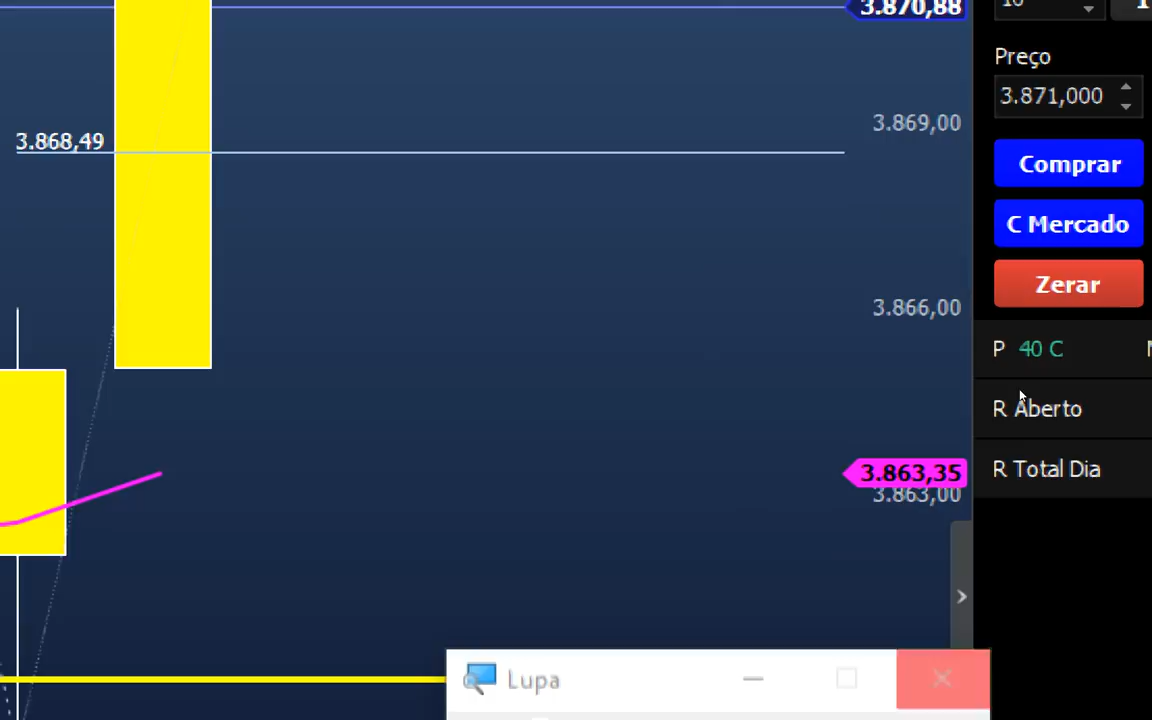 3.870,88
10
Preço
3.871,000
3.869,00
3.868,49
Comprar
C Mercado
Zerar
3.866,00
P 40 C
R Aberto
3.863,35
R Total Dia
3.863,00
Lupa